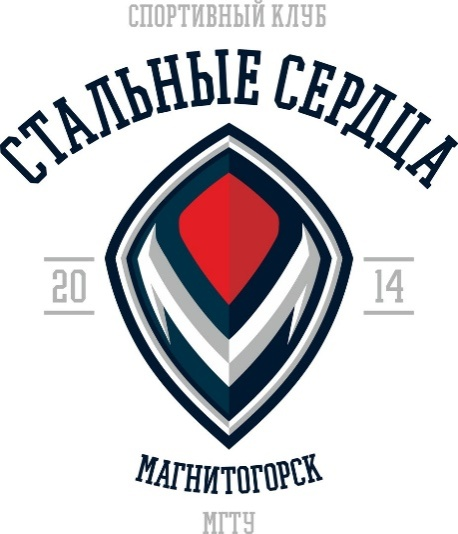 СПОРТИВНЫЙ КЛУБ
СТАЛЬНЫЕ СЕРДЦА
20 14
МАГНИТОГОРСК
МГТУ